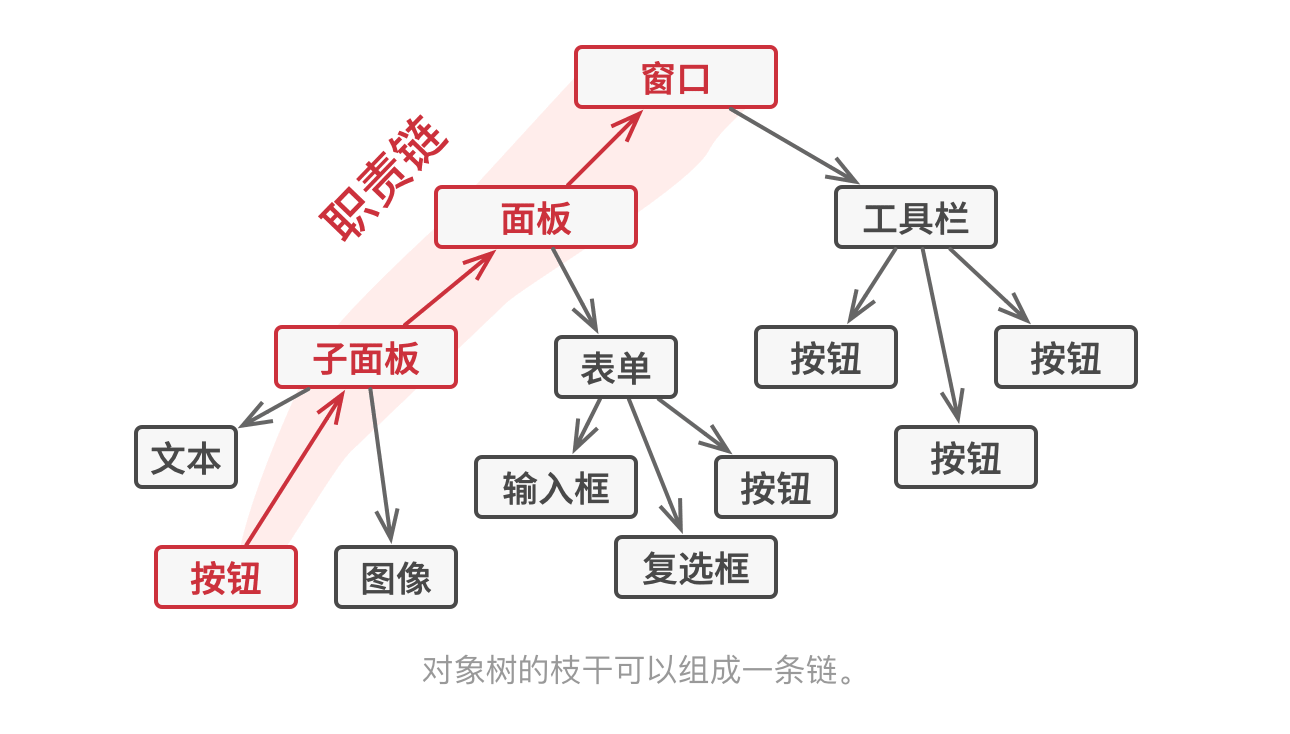 窗口
职责链
面板
工具栏
子面板
表单
按钮
按钮
文本
按钮
输入框
按钮
复选框
按钮
图像
对象树的枝干可以组成一条链。